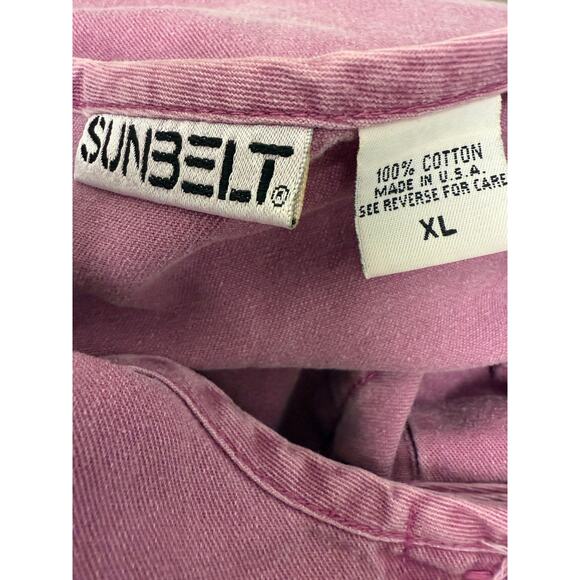 SUNBELT®
100% COTTON
MADE IN U.S.A.
SEE REVERSE FOR CARE
XL